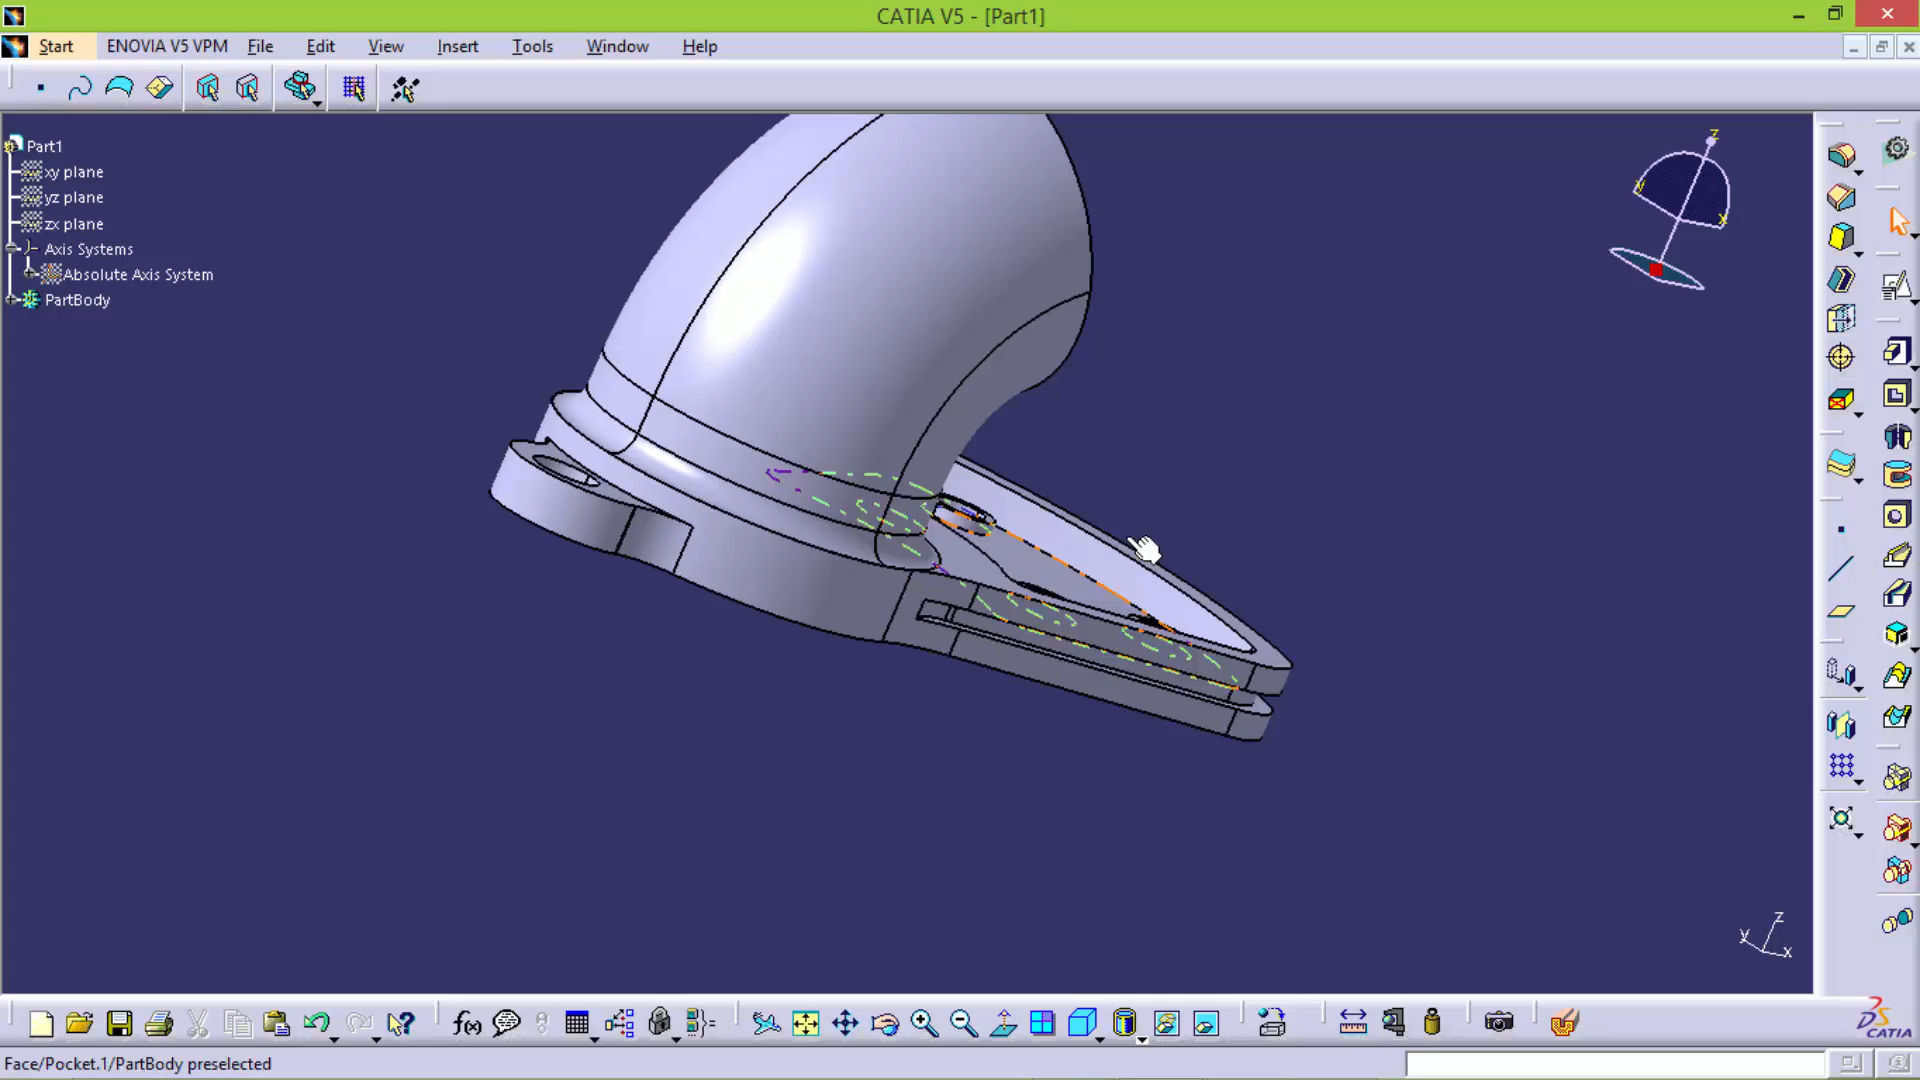 CATIA V5 - [Part1]
Start ENOVIA V5 VPM File Edit View Insert Tools Window Help
Part1
xy plane
yz plane
zx plane
Axis Systems
Absolute Axis System
PartBody
z
y
x
z
y
x
f(x)
CATIA
Face/Pocket.1/PartBody preselected